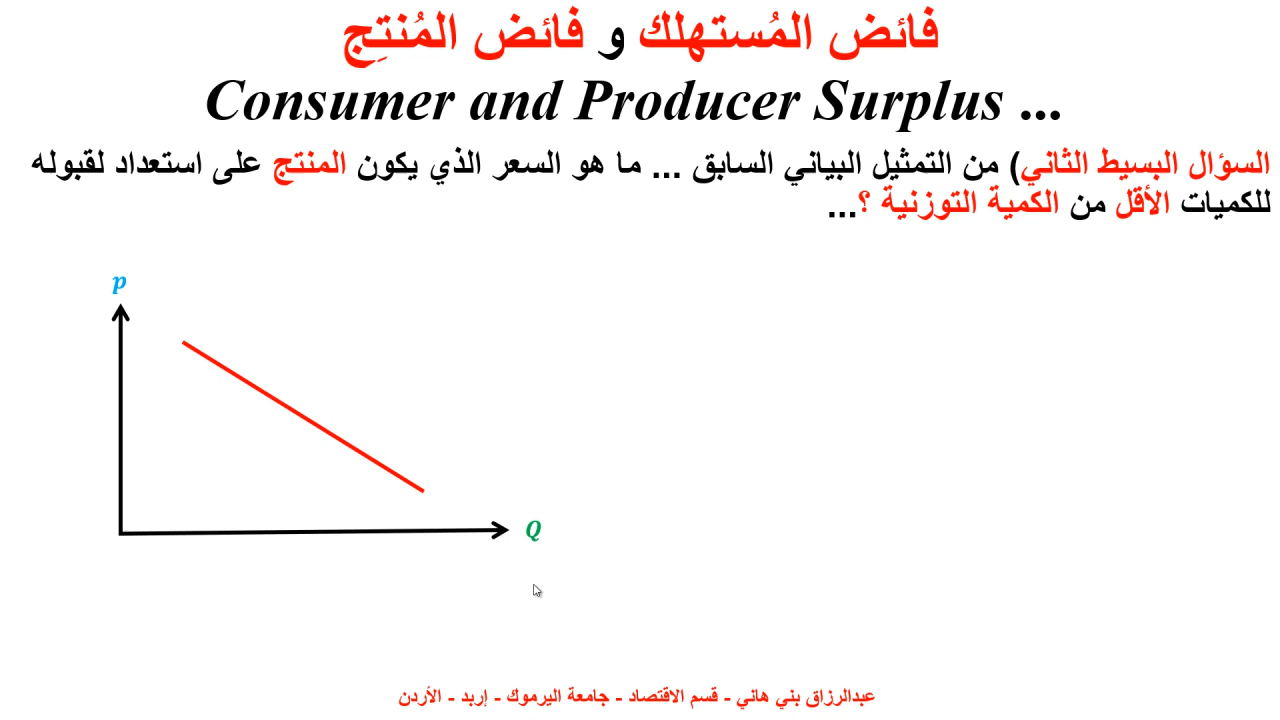 فائض المُستهلك و فائض المُنتِج
Consumer and Producer Surplus ...
السؤال البسيط الثاني) من التمثيل البياني السابق ... ما هو السعر الذي يكون المنتج على استعداد لقبوله
للكميات الأقل من الكمية التوزنية ؟...
p
Q
عبدالرزاق بني هاني - قسم الاقتصاد - جامعة اليرموك - إربد - الأردن